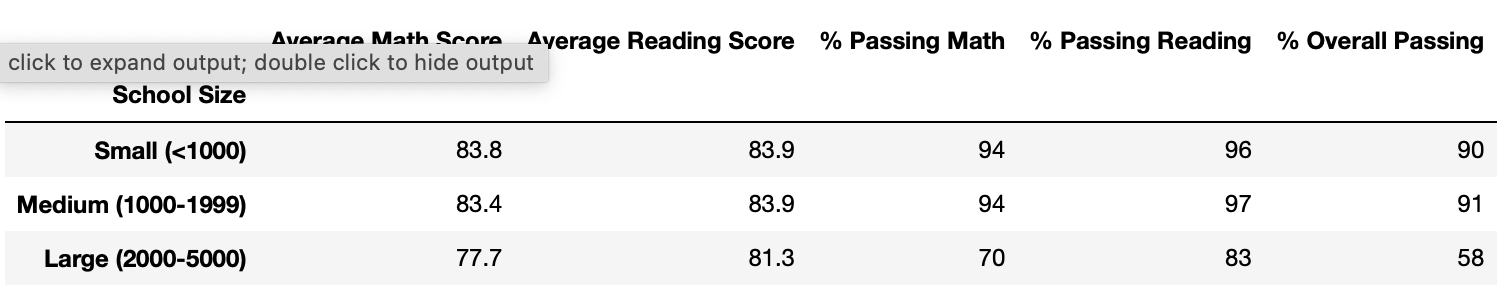 Average Math Score Average Reading Score % Passing Math % Passing Reading % Overall Passing
click to expand output; double click to hide output
School Size
Small (<1000) 83.8 83.9 94 96 90
Medium (1000-1999) 83.4 83.9 94 97 91
Large (2000-5000) 77.7 81.3 70 83 58